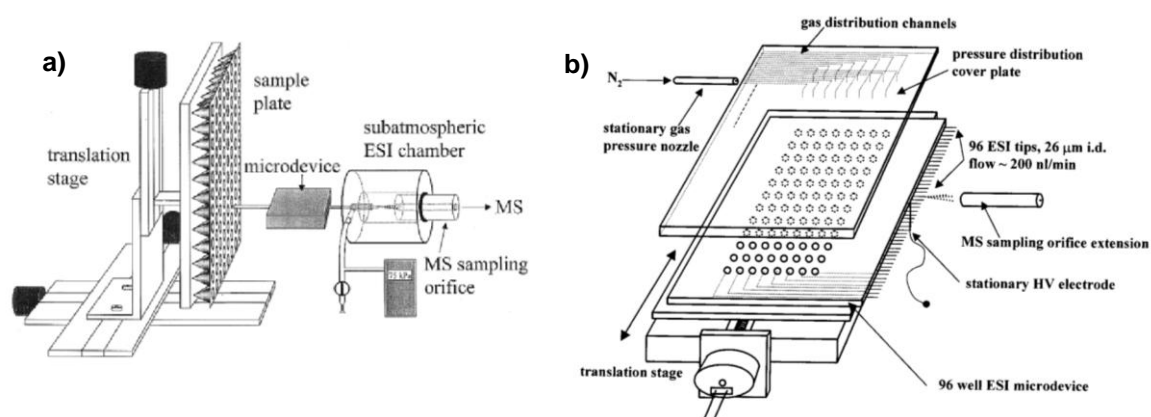 a)
translation
stage
sample
plate
microdevice
subatmospheric
ESI chamber
MS
MS sampling
orifice
75 kPa
b)
gas distribution channels
pressure distribution
cover plate
N2
stationary gas
pressure nozzle
96 ESI tips, 26 μm i.d.
flow ~ 200 nl/min
MS sampling orifice extension
stationary HV electrode
translation stage
96 well ESI microdevice